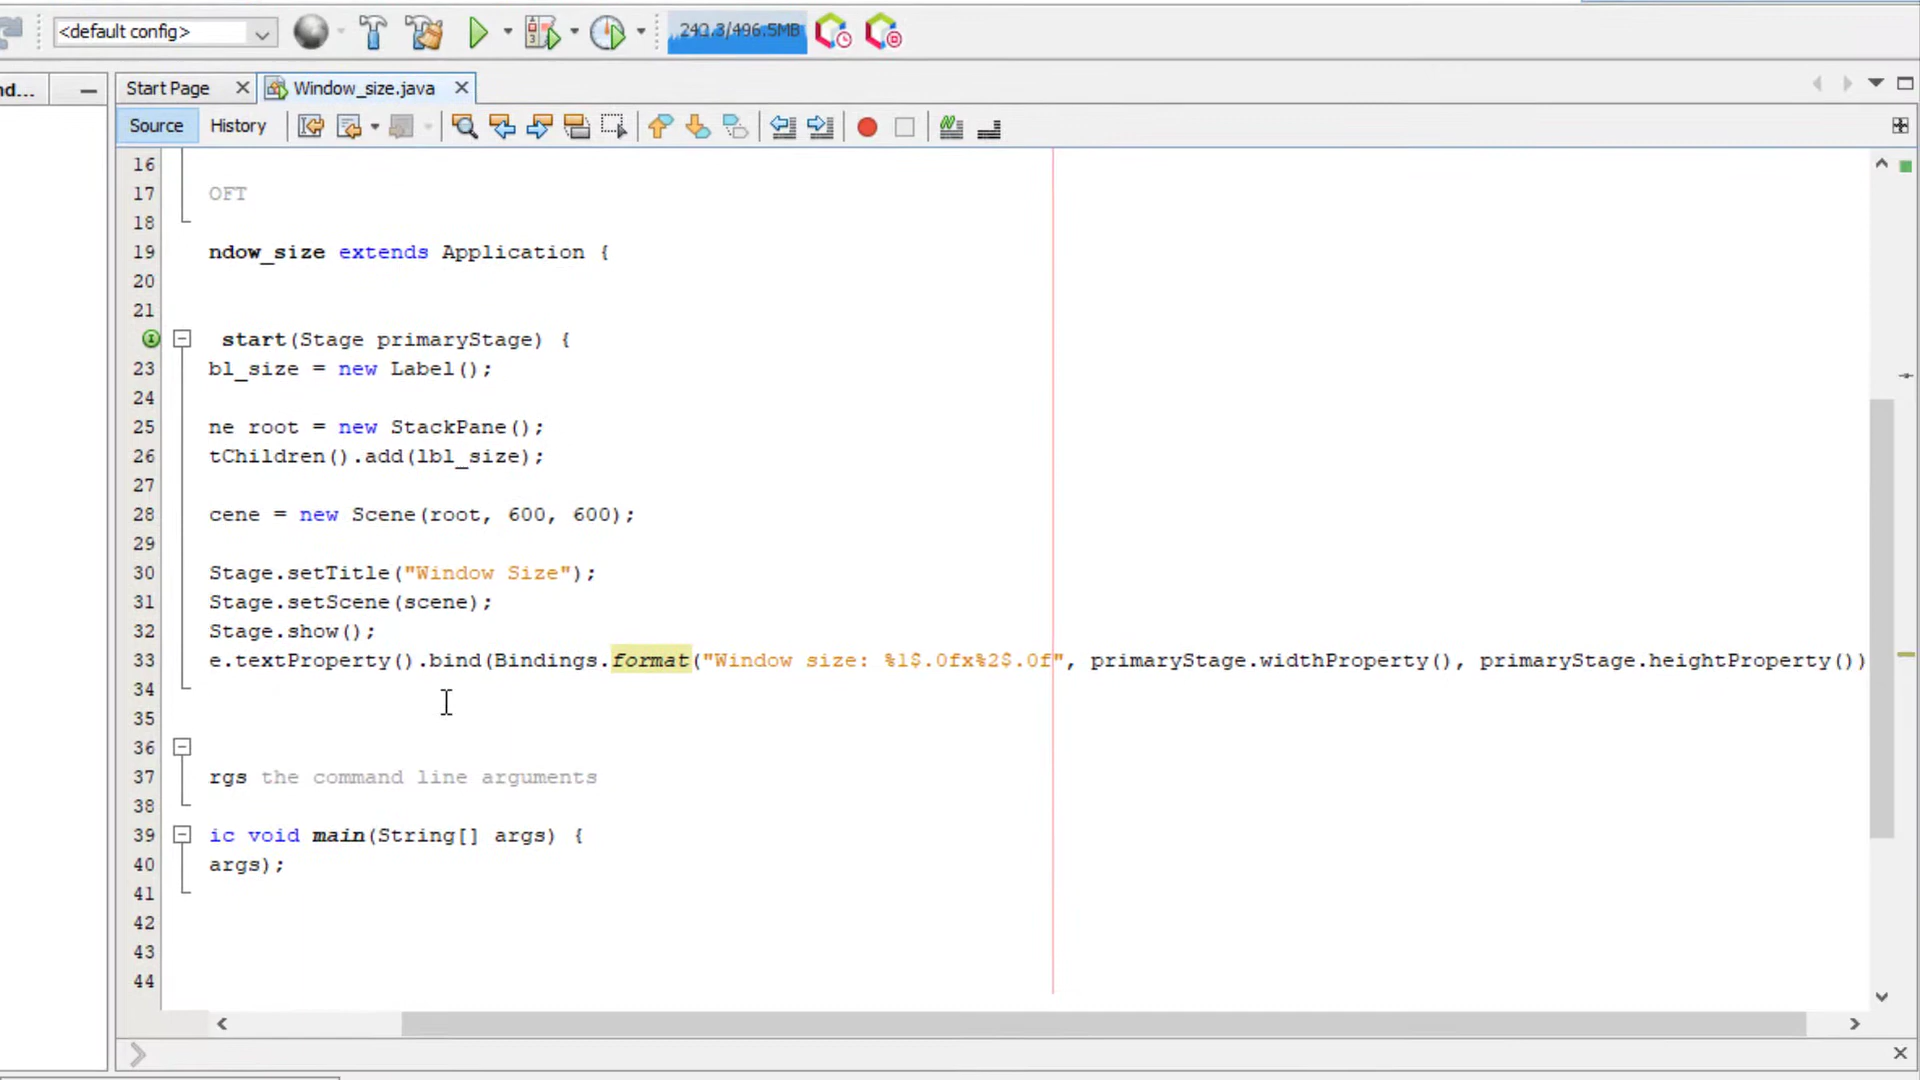 <default config>
240.3/496.5MB
nd...
Start Page
Window_size.java
Source
History
16
17 OFT
18
19 ndow_size extends Application {
20
21
start(Stage primaryStage) {
23 bl_size = new Label();
24
25 ne root = new StackPane();
26 tChildren().add(lbl_size);
27
28 cene = new Scene(root, 600, 600);
29
30 Stage.setTitle("Window Size");
31 Stage.setScene(scene);
32 Stage.show();
33 e.textProperty().bind(Bindings.format("Window size: %1$.0fx%2$.0f", primaryStage.widthProperty(), primaryStage.heightProperty())
34
35
36
37 rgs the command line arguments
38
39 ic void main(String[] args) {
40 args);
41
42
43
44